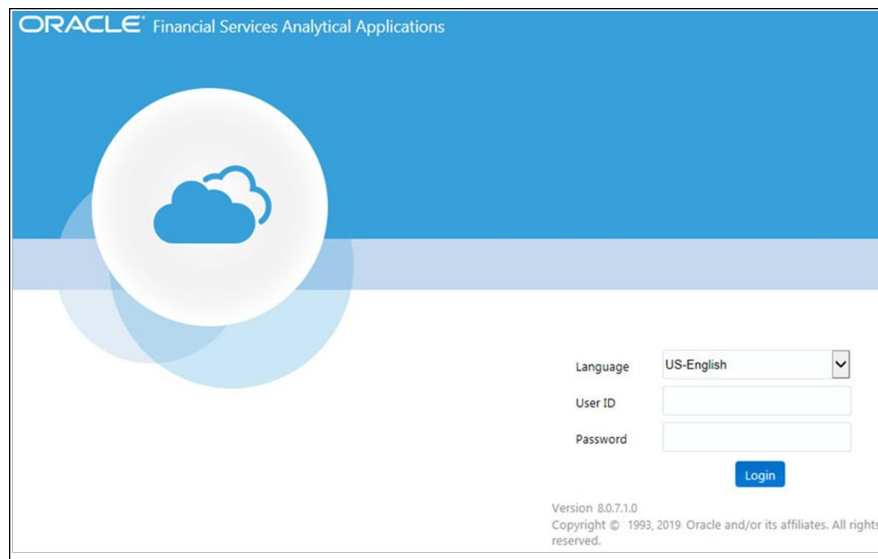 ORACLE® Financial Services Analytical Applications
Language US-English
User ID
Password
Login
Version 8.0.7.1.0
Copyright © 1993, 2019 Oracle and/or its affiliates. All rights
reserved.